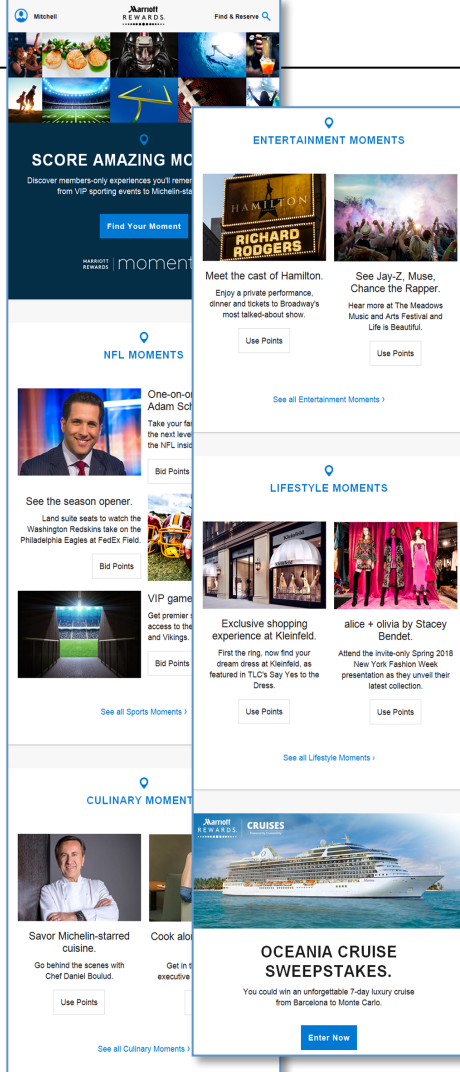 Mitchell
Marriott
REWARDS.
Find & Reserve
SCORE AMAZING MO
Discover members-only experiences you'll remem
from VIP sporting events to Michelin-sta
Find Your Moment
MARRIOTT
REWARDS
moment
NFL MOMENTS
One-on-o
Adam Sch
Take your fan
the next leve
the NFL insid
Bid Points
See the season opener.
Land suite seats to watch the
Washington Redskins take on the
Philadelphia Eagles at FedEx Field.
Bid Points
VIP game
Get premier s
access to the
and Vikings.
Bid Points
See all Sports Moments ›
CULINARY MOMENT
Savor Michelin-starred
cuisine.
Go behind the scenes with
Chef Daniel Boulud.
Use Points
Cook alon
Get in t
executive
See all Culinary Moments ›
ENTERTAINMENT MOMENTS
HAMILTON
RICHARD
RODGERS
Meet the cast of Hamilton.
Enjoy a private performance,
dinner and tickets to Broadway's
most talked-about show.
Use Points
See Jay-Z, Muse,
Chance the Rapper.
Hear more at The Meadows
Music and Arts Festival and
Life is Beautiful.
Use Points
See all Entertainment Moments ›
LIFESTYLE MOMENTS
Kleinfeld
Exclusive shopping
experience at Kleinfeld.
First the ring, now find your
dream dress at Kleinfeld, as
featured in TLC's Say Yes to the
Dress.
Use Points
alice + olivia by Stacey
Bendet.
Attend the invite-only Spring 2018
New York Fashion Week
presentation as they unveil their
latest collection.
Use Points
See all Lifestyle Moments ›
Marriott
REWARDS.
CRUISES
OCEANIA CRUISE
SWEEPSTAKES.
You could win an unforgettable 7-day luxury cruise
from Barcelona to Monte Carlo.
Enter Now